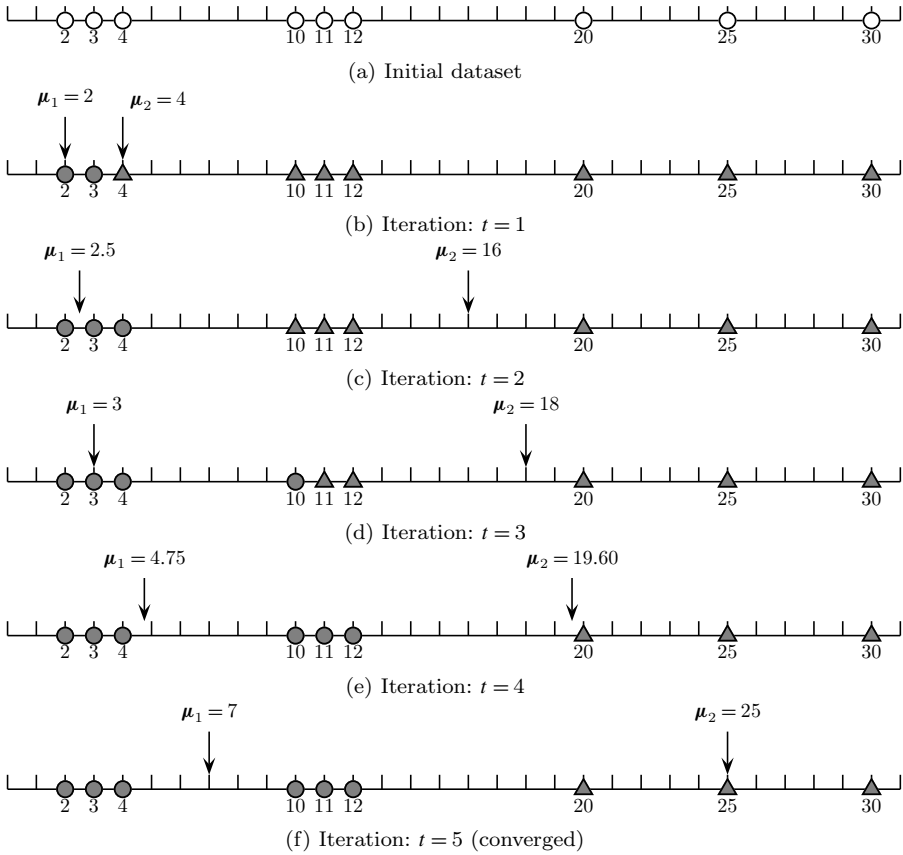 2 3 4 10 11 12 20 25 30
(a) Initial dataset
μ₁ = 2 μ₂ = 4
2 3 4 10 11 12 20 25 30
(b) Iteration: t = 1
μ₁ = 2.5 μ₂ = 16
2 3 4 10 11 12 20 25 30
(c) Iteration: t = 2
μ₁ = 3 μ₂ = 18
2 3 4 10 11 12 20 25 30
(d) Iteration: t = 3
μ₁ = 4.75 μ₂ = 19.60
2 3 4 10 11 12 20 25 30
(e) Iteration: t = 4
μ₁ = 7 μ₂ = 25
2 3 4 10 11 12 20 25 30
(f) Iteration: t = 5 (converged)